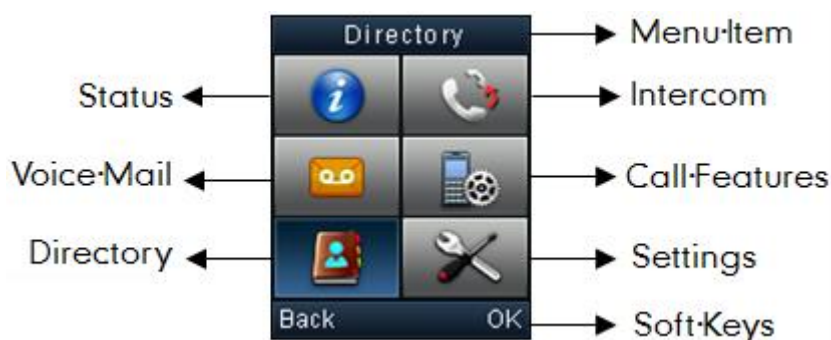 Directory
Menu·Item
Status
Intercom
Voice·Mail
Call·Features
Directory
Settings
Back
OK
Soft·Keys